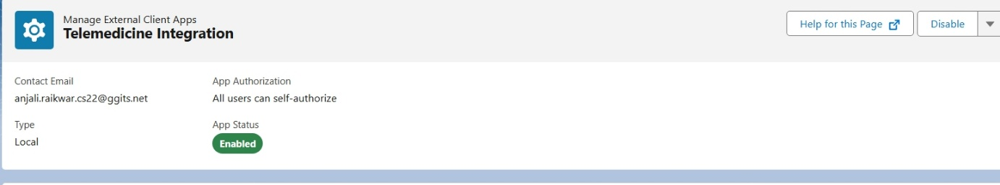 Manage External Client Apps
Telemedicine Integration
Help for this Page
Disable
Contact Email
App Authorization
anjali.raikwar.cs22@ggits.net
All users can self-authorize
Type
App Status
Local
Enabled